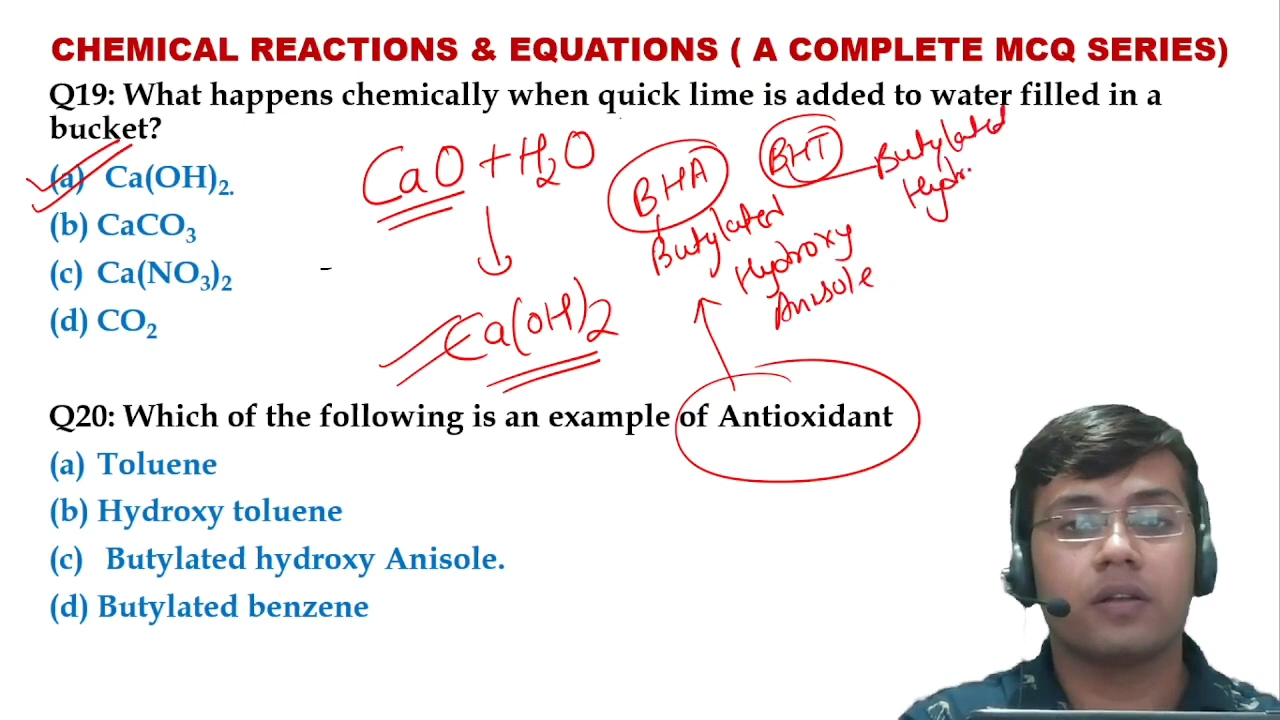 CHEMICAL REACTIONS & EQUATIONS ( A COMPLETE MCQ SERIES)
Q19: What happens chemically when quick lime is added to water filled in a
bucket?
(a) Ca(OH)₂.
(b) CaCO₃
(c) Ca(NO₃)₂
(d) CO₂
CaO + H₂O
Ca(OH)₂
BHA
Butylated
Hydroxy
Anisole
BHT
Butylated
Hydr.
Q20: Which of the following is an example of Antioxidant
(a) Toluene
(b) Hydroxy toluene
(c) Butylated hydroxy Anisole.
(d) Butylated benzene